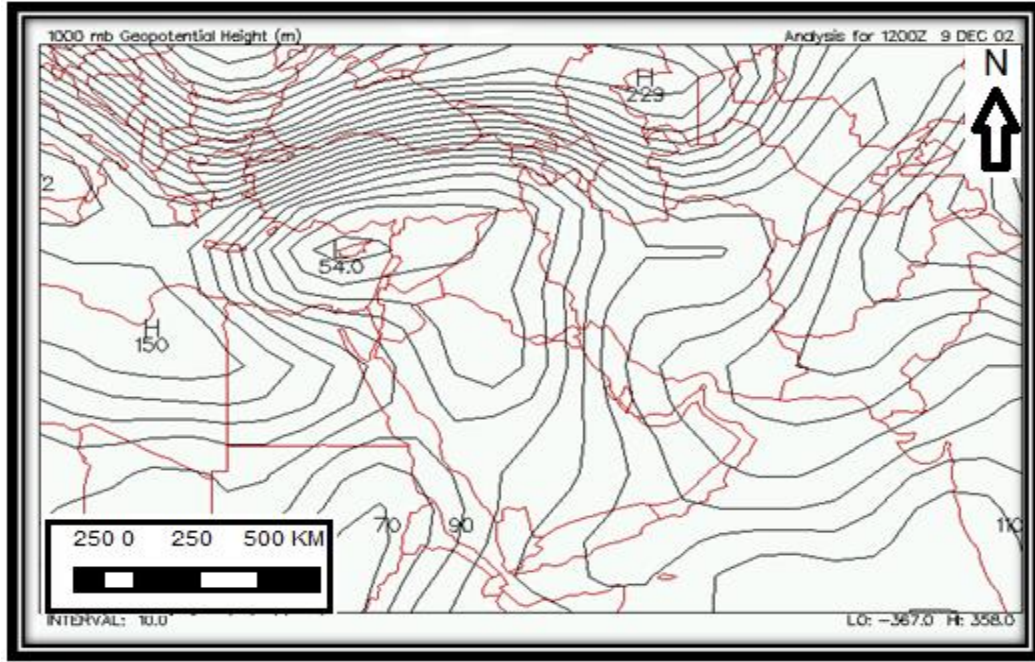 1000 mb Geopotential Height (m) Analysis for 1200Z 9 DEC 02
N
H
229
2
L
54.0
H
150
70 90 110
250 0 250 500 KM
INTERVAL: 10.0 LO: -367.0 HI: 358.0